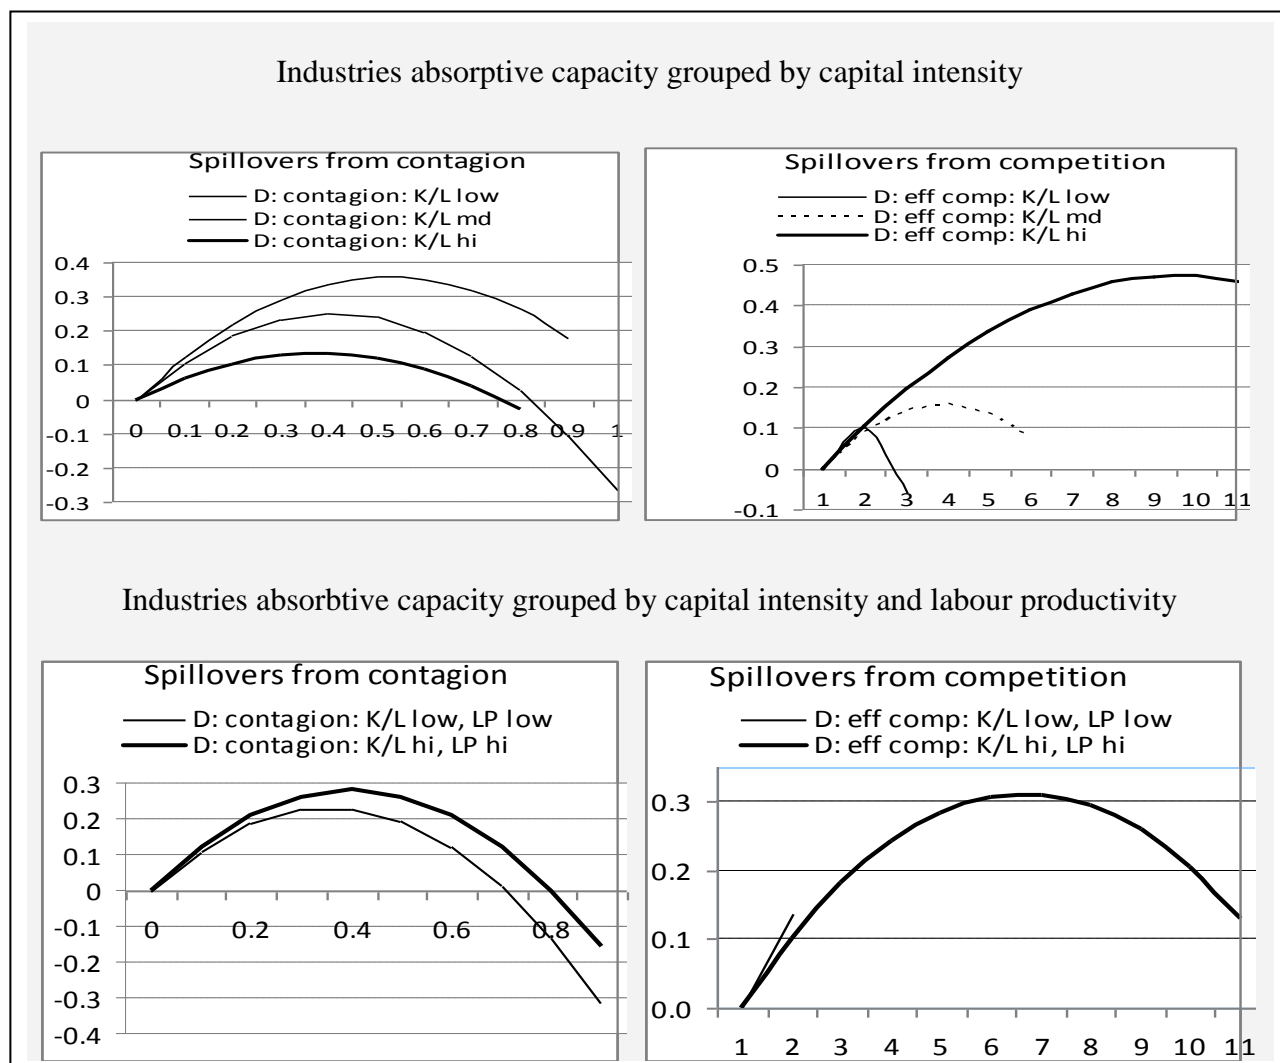 Industries absorptive capacity grouped by capital intensity
Spillovers from contagion
D: contagion: K/L low
D: contagion: K/L md
D: contagion: K/L hi
0.4
0.3
0.2
0.1
0
-0.1
-0.2
-0.3
0 0.1 0.2 0.3 0.4 0.5 0.6 0.7 0.8 0.9 1
Spillovers from competition
D: eff comp: K/L low
D: eff comp: K/L md
D: eff comp: K/L hi
0.5
0.4
0.3
0.2
0.1
0
-0.1
1 2 3 4 5 6 7 8 9 10 11
Industries absorbtive capacity grouped by capital intensity and labour productivity
Spillovers from contagion
D: contagion: K/L low, LP low
D: contagion: K/L hi, LP hi
0.3
0.2
0.1
0
-0.1
-0.2
-0.3
-0.4
0 0.2 0.4 0.6 0.8
Spillovers from competition
D: eff comp: K/L low, LP low
D: eff comp: K/L hi, LP hi
0.3
0.2
0.1
0.0
1 2 3 4 5 6 7 8 9 10 11